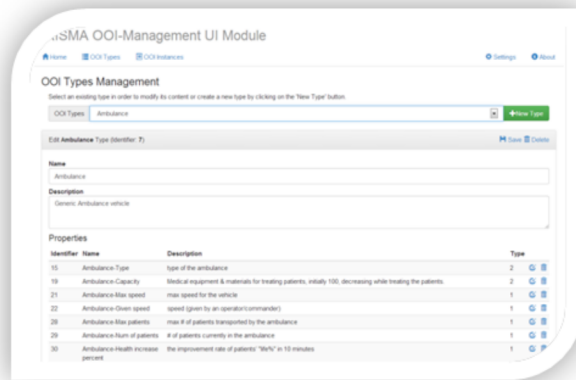 ISMA OOI-Management UI Module
Home OOI Types OOI Instances Settings About
OOI Types Management
Select an existing type in order to modify its content or create a new type by clicking on the 'New Type' button.
OOI Types Ambulance +New Type
Edit Ambulance Type (Identifier: 7) Save Delete
Name
Ambulance
Description
Generic Ambulance vehicle
Properties
Identifier Name Description Type
15 Ambulance-Type type of the ambulance 2
19 Ambulance-Capacity Medical equipment & materials for treating patients, initially 100, decreasing while treating the patients. 2
21 Ambulance-Max speed max speed for the vehicle 1
22 Ambulance-Given speed speed (given by an operator/commander) 1
28 Ambulance-Max patients max # of patients transported by the ambulance 1
29 Ambulance-Num of patients # of patients currently in the ambulance 1
30 Ambulance-Health increase the improvement rate of patients' "life%" in 10 minutes 1
percent